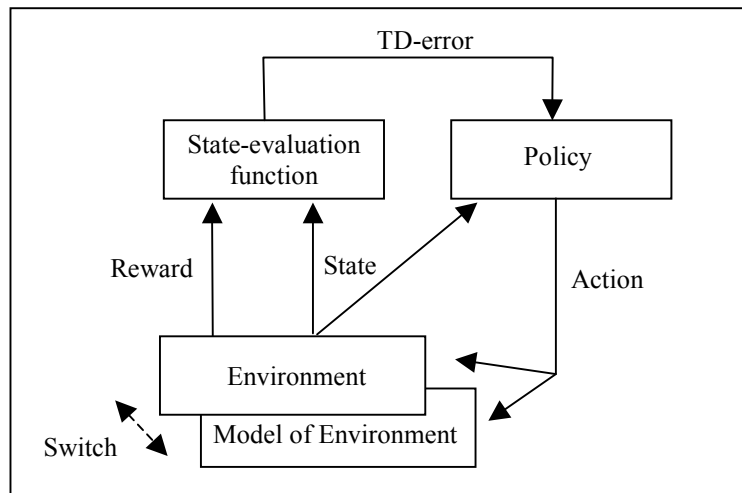 TD-error
State-evaluation
function
Policy
Reward
State
Action
Environment
Model of Environment
Switch